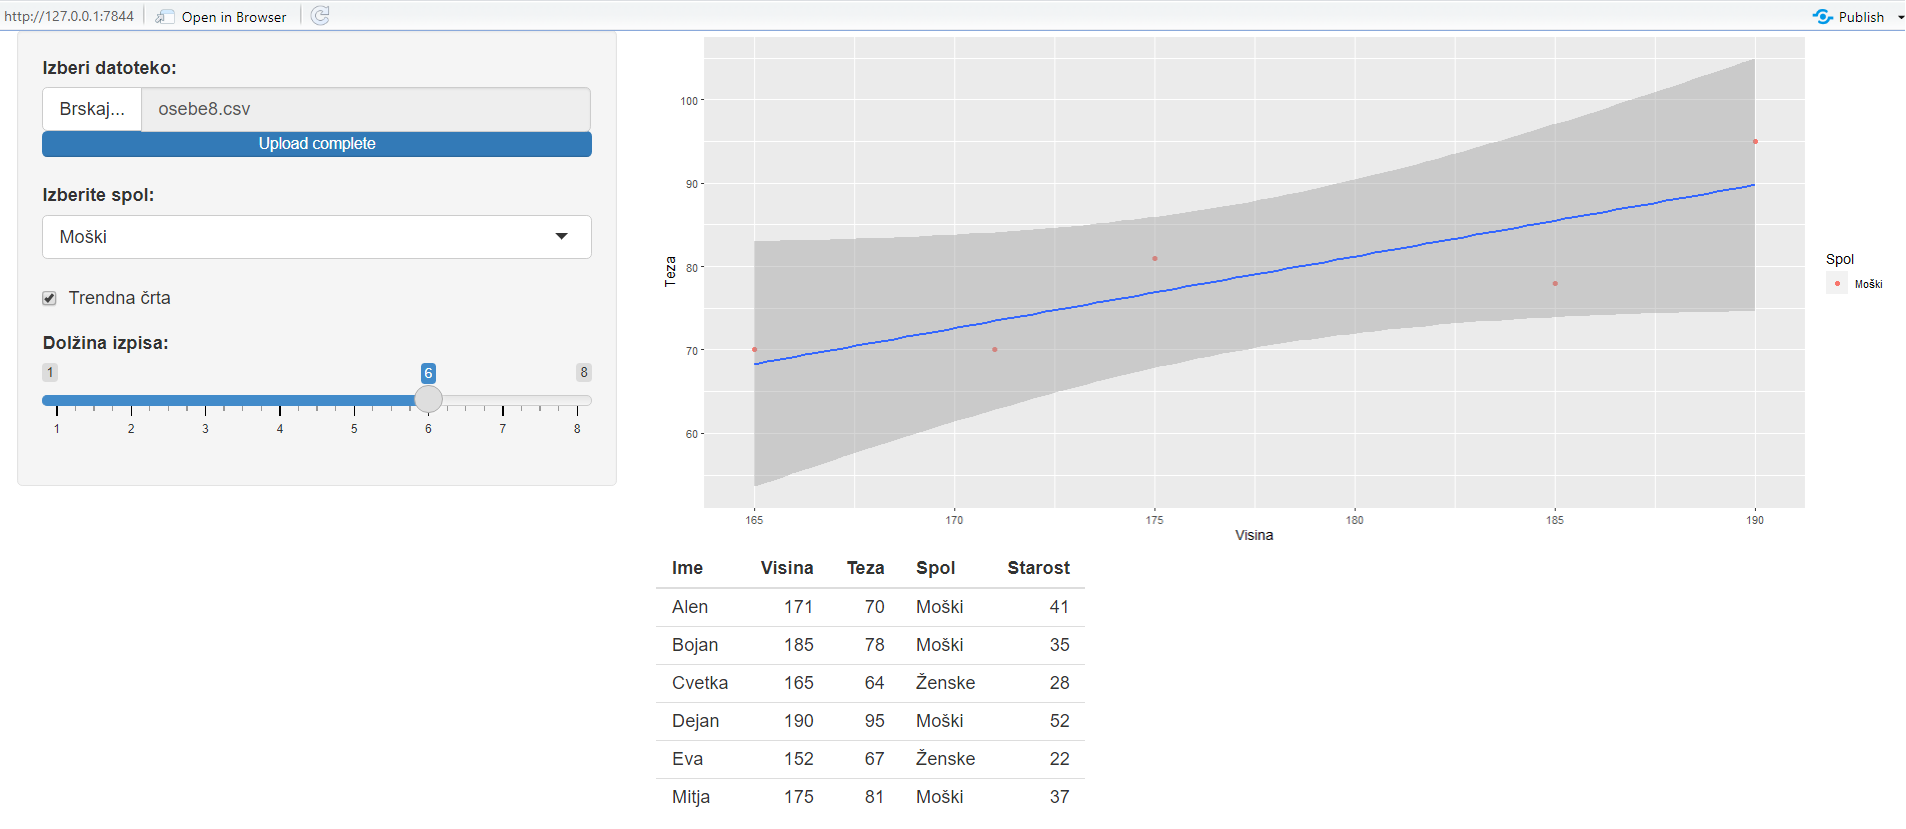 http://127.0.0.1:7844 Open in Browser Publish
Izberi datoteko:
Brskaj... osebe8.csv
Upload complete
Izberite spol:
Moški
Trendna črta
Dolžina izpisa:
1 6 8
1 2 3 4 5 6 7 8
Teza
100
90
80
70
60
165 170 175 180 185 190
Visina
Spol
Moški
Ime Visina Teza Spol Starost
Alen 171 70 Moški 41
Bojan 185 78 Moški 35
Cvetka 165 64 Ženske 28
Dejan 190 95 Moški 52
Eva 152 67 Ženske 22
Mitja 175 81 Moški 37